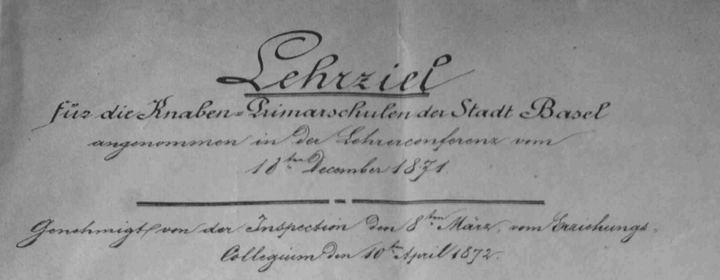 Lehrziel
für die Knaben-Primarschulen der Stadt Basel
angenommen in der Lehrerconferenz vom
18ten December 1871.
Genehmigt von der Inspection den 8ten März, vom Erziehungs-
Collegium den 10ten April 1872.